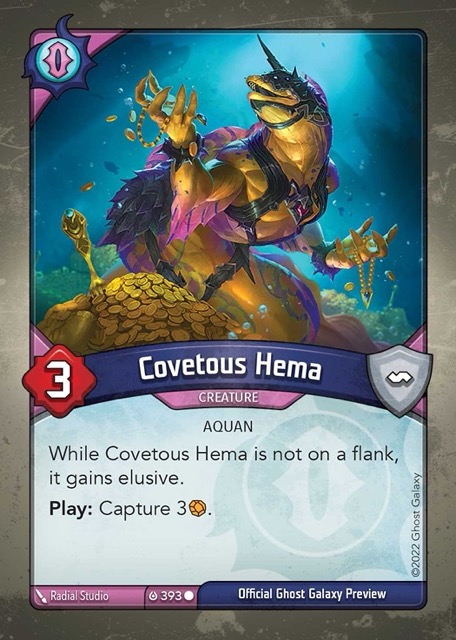 3
Covetous Hema
CREATURE
AQUAN
While Covetous Hema is not on a flank,
it gains elusive.
Play: Capture 3.
©2022 Ghost Galaxy
Radial Studio
393
Official Ghost Galaxy Preview